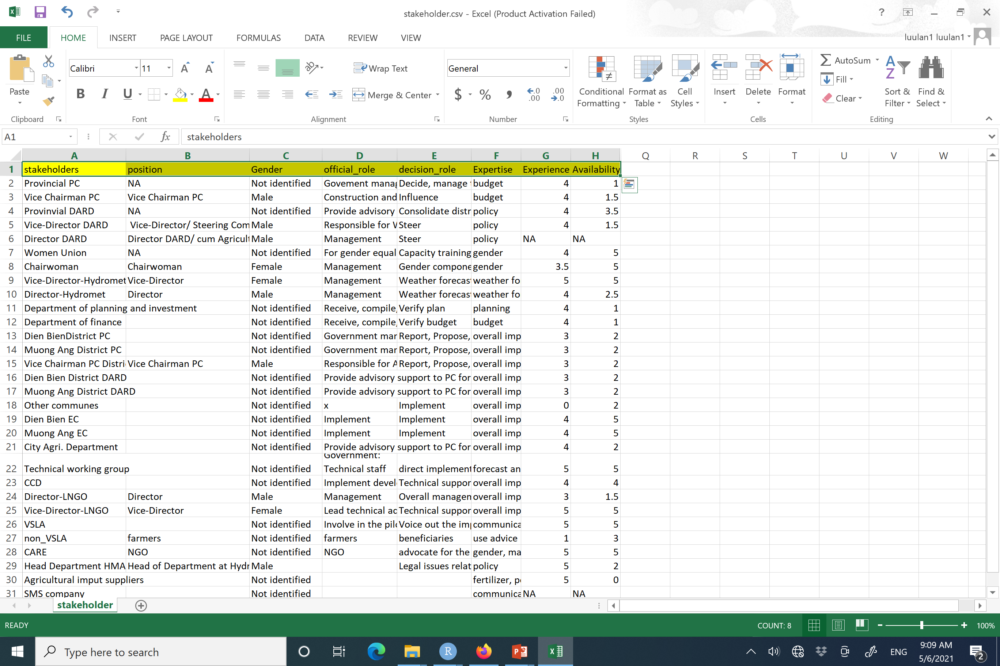 stakeholder.csv - Excel (Product Activation Failed)
?
FILE HOME INSERT PAGE LAYOUT FORMULAS DATA REVIEW VIEW
luulan1 luulan1
Paste
Clipboard
Calibri 11
B I U A
Font
Wrap Text
Merge & Center
Alignment
General
$ % , .0 .00 .00 .0
Number
Conditional Formatting
Format as Table
Cell Styles
Styles
Insert Delete Format
Cells
AutoSum
Fill
Clear
Sort & Filter
Find & Select
Editing
A1 fx stakeholders
A B C D E F G H Q R S T U V W
1 stakeholders position Gender official_role decision_role Expertise Experience Availability
2 Provincial PC NA Not identified Govement manag Decide, manage budget 4 1
3 Vice Chairman PC Vice Chairman PC Male Construction and Influence budget 4 1.5
4 Provinvial DARD NA Not identified Provide advisory Consolidate distr policy 4 3.5
5 Vice-Director DARD Vice-Director/ Steering Com Male Responsible for Steer policy 4 1.5
6 Director DARD Director DARD/ cum Agricult Male Management Steer policy NA NA
7 Women Union NA Not identified For gender equal Capacity training gender 4 5
8 Chairwoman Chairwoman Female Management Gender compone gender 3.5 5
9 Vice-Director-Hydromet Vice-Director Female Management Weather forecas weather fo 5 5
10 Director-Hydromet Director Male Management Weather forecas weather fo 4 2.5
11 Department of planning and investment Not identified Receive, compile, Verify plan planning 4 1
12 Department of finance Not identified Receive, compile, Verify budget budget 4 1
13 Dien BienDistrict PC Not identified Government mar Report, Propose, overall imp 3 2
14 Muong Ang District PC Not identified Government mar Report, Propose, overall imp 3 2
15 Vice Chairman PC Distri Vice Chairman PC Male Responsible for A Report, Propose, overall imp 3 2
16 Dien Bien District DARD Not identified Provide advisory support to PC for overall imp 3 2
17 Muong Ang District DARD Not identified Provide advisory support to PC for overall imp 3 2
18 Other communes Not identified x Implement overall imp 0 2
19 Dien Bien EC Not identified Implement Implement overall imp 4 5
20 Muong Ang EC Not identified Implement Implement overall imp 4 5
21 City Agri. Department Not identified Provide advisory support to PC for overall imp 4 2
Government:
22 Technical working group Not identified Technical staff direct implement forecast an 5 5
23 CCD Not identified Implement devel Technical suppor overall imp 4 4
24 Director-LNGO Director Male Management Overall managen overall imp 3 1.5
25 Vice-Director-LNGO Vice-Director Female Lead technical ac Technical suppor overall imp 5 5
26 VSLA Not identified Involve in the pil Voice out the im communica 5 5
27 non_VSLA farmers Not identified farmers beneficiaries use advice 1 3
28 CARE NGO Not identified NGO advocate for the gender, ma 5 5
29 Head Department HMA Head of Department at Hydr Male Legal issues relat policy 5 2
30 Agricultural imput suppliers Not identified fertilizer, pe 5 0
31 SMS company Not identified communica NA NA
stakeholder
READY COUNT: 8 100%
Type here to search
ENG
9:09 AM
5/6/2021
2